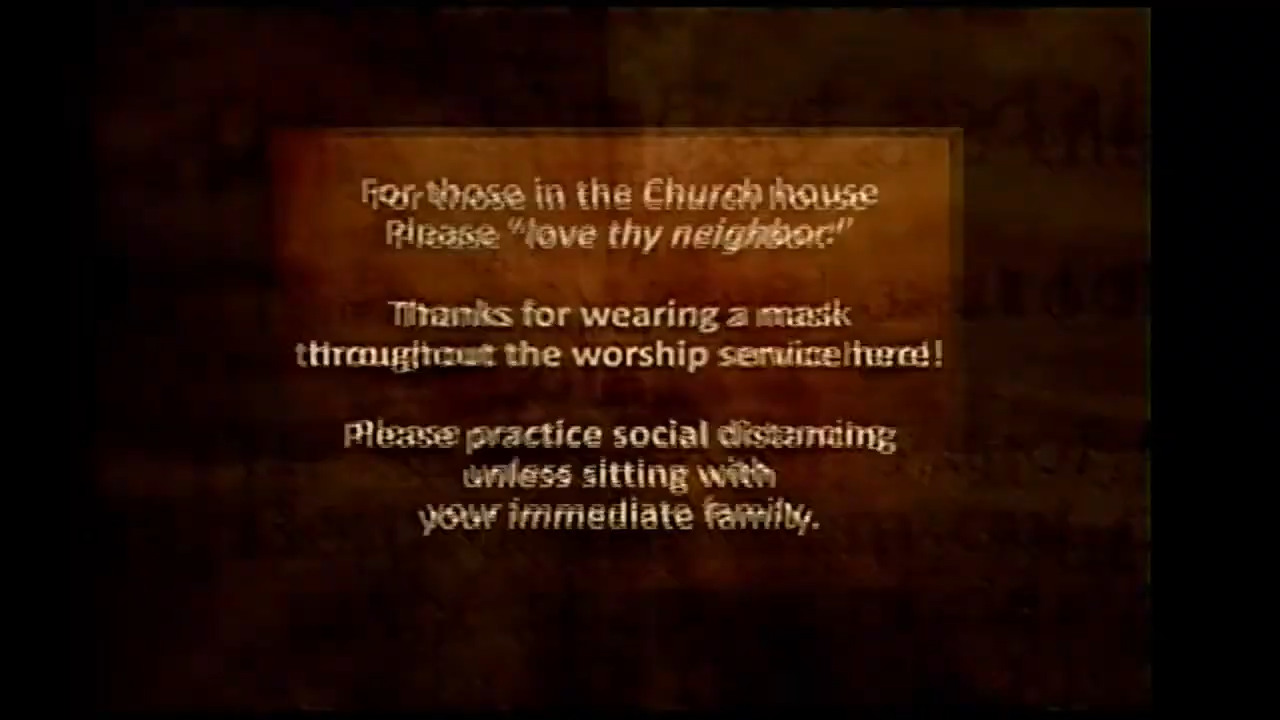 For those in the Church house
Please “love thy neighbor.”
Thanks for wearing a mask
throughout the worship service here!
Please practice social distancing
unless sitting with
your immediate family.